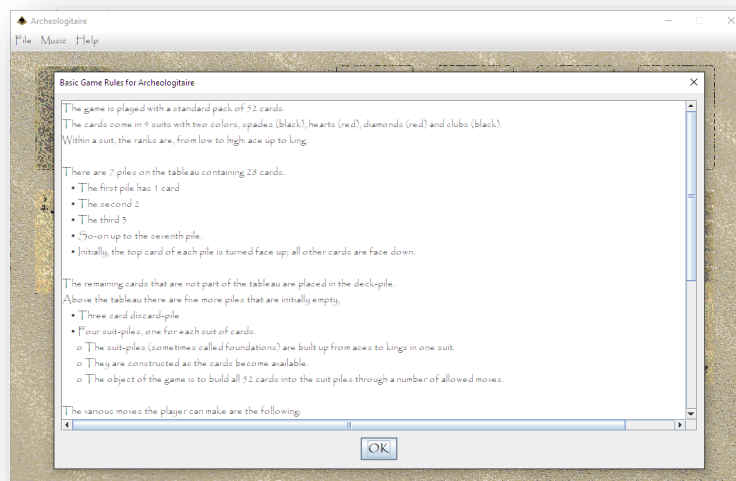 Archeologitaire
File Music Help
Basic Game Rules for Archeologitaire
The game is played with a standard pack of 52 cards.
The cards come in 4 suits with two colors, spades (black), hearts (red), diamonds (red) and clubs (black).
Within a suit, the ranks are, from low to high: ace up to king.
There are 7 piles on the tableau containing 28 cards.
• The first pile has 1 card
• The second 2
• The third 3
• So-on up to the seventh pile.
• Initially, the top card of each pile is turned face up; all other cards are face down.
The remaining cards that are not part of the tableau are placed in the deck-pile.
Above the tableau there are five more piles that are initially empty,
• Three card discard-pile
• Four suit-piles, one for each suit of cards.
o The suit-piles (sometimes called foundations) are built up from aces to kings in one suit.
o They are constructed as the cards become available.
o The object of the game is to build all 52 cards into the suit piles through a number of allowed moves.
The various moves the player can make are the following:
OK